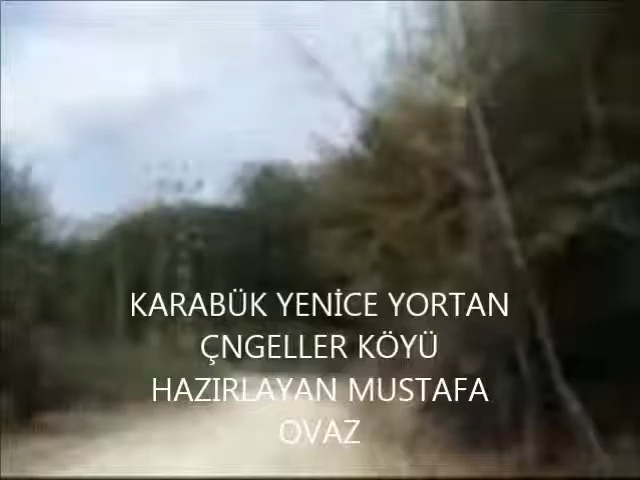 KARABÜK YENİCE YORTAN
ÇNGELLER KÖYÜ
HAZIRLAYAN MUSTAFA
OVAZ